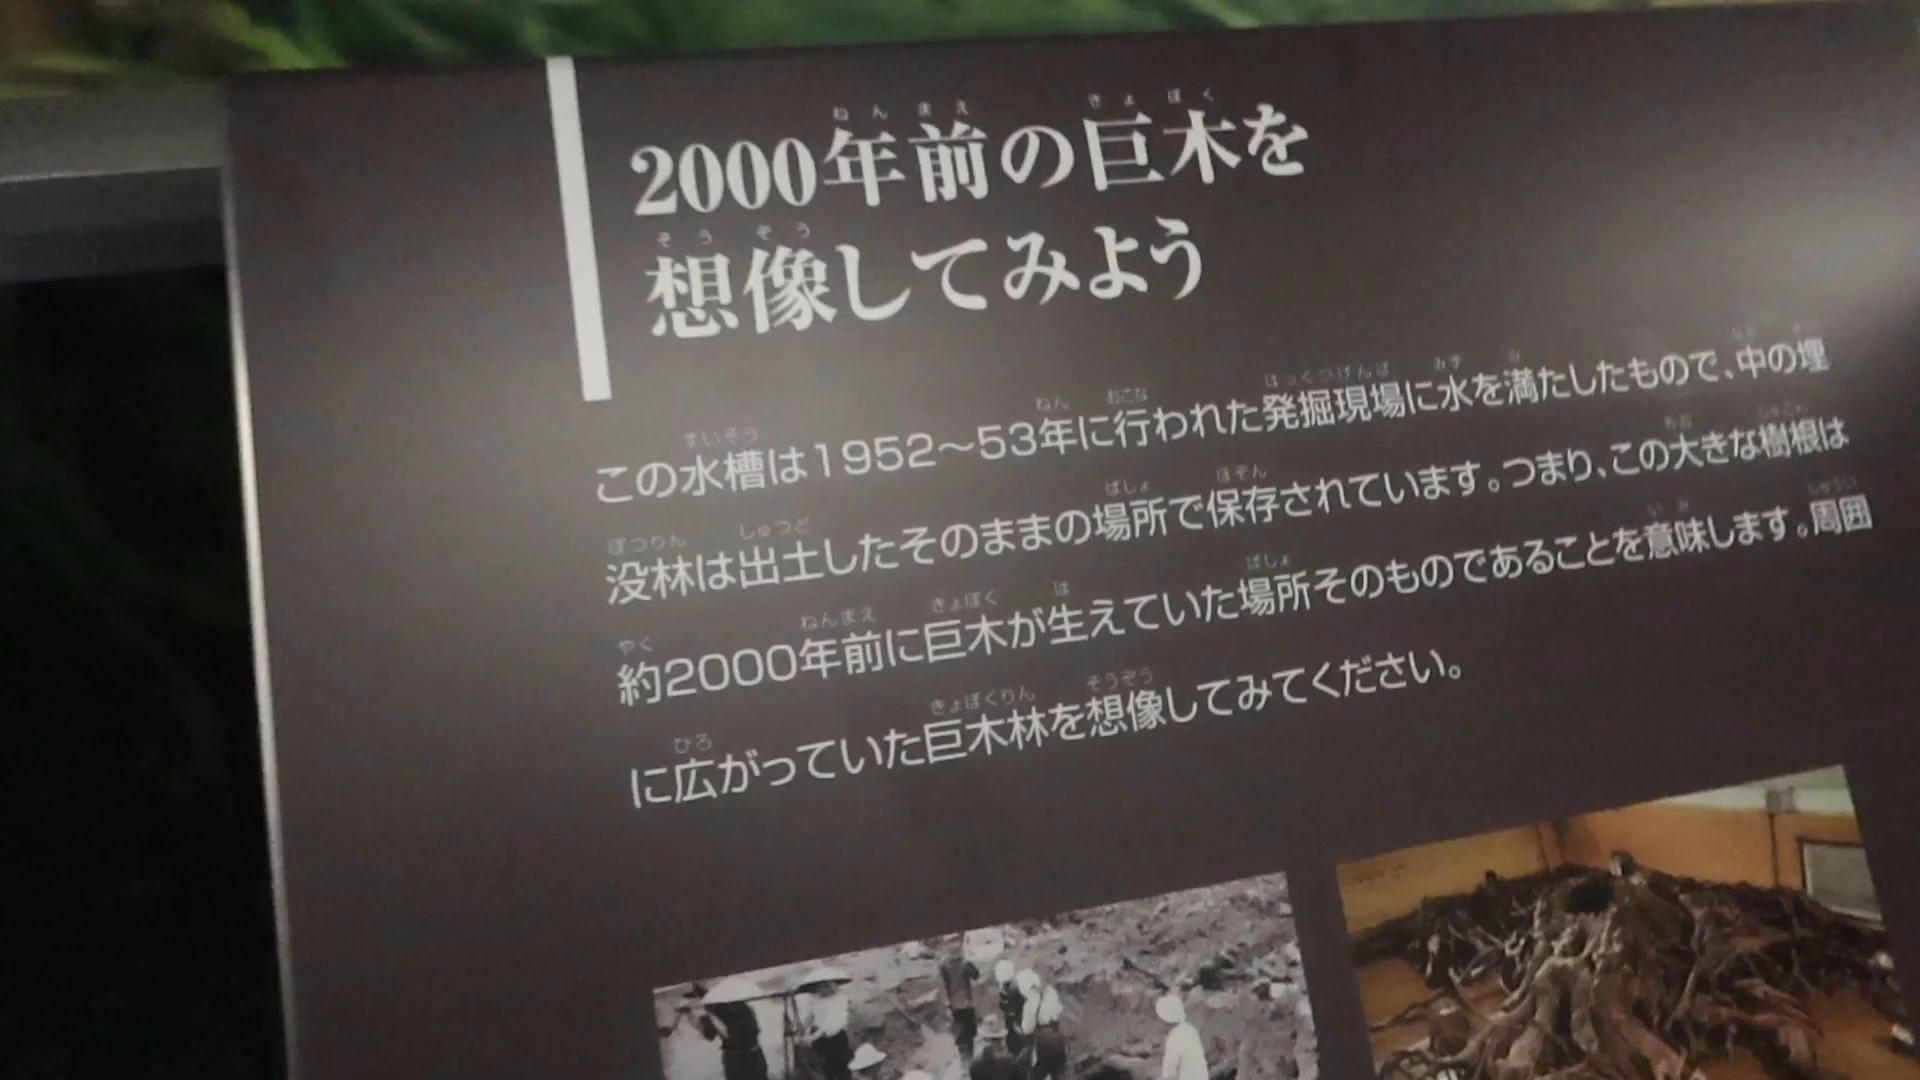 2000年前の巨木を
想像してみよう
この水槽は1952～53年に行われた発掘現場に水を満たしたもので、中の埋
没林は出土したそのままの場所で保存されています。つまり、この大きな樹根は
約2000年前に巨木が生えていた場所そのものであることを意味します。周囲
に広がっていた巨木林を想像してみてください。